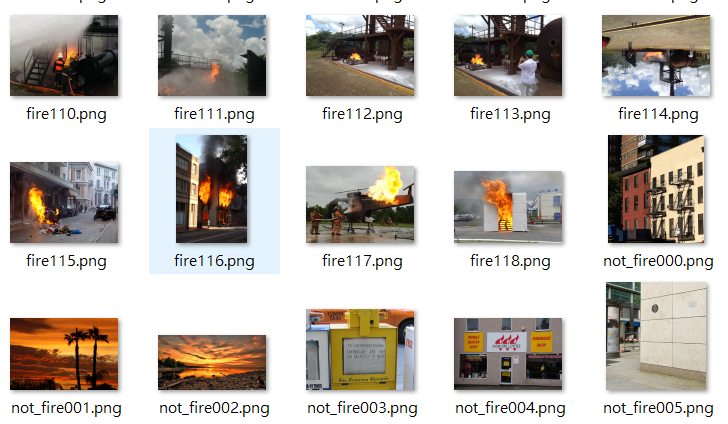 fire110.png
fire111.png
fire112.png
fire113.png
fire114.png
fire115.png
fire116.png
fire117.png
fire118.png
not_fire000.png
not_fire001.png
not_fire002.png
not_fire003.png
not_fire004.png
not_fire005.png